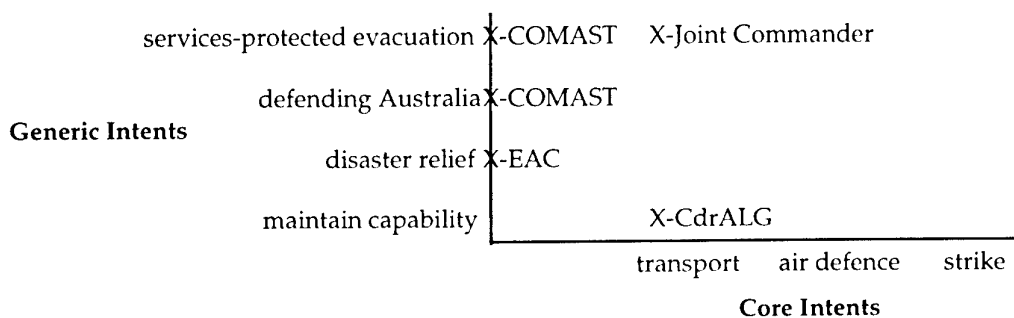 services-protected evacuation X-COMAST X-Joint Commander
defending Australia X-COMAST
Generic Intents
disaster relief X-EAC
maintain capability X-CdrALG
transport air defence strike
Core Intents